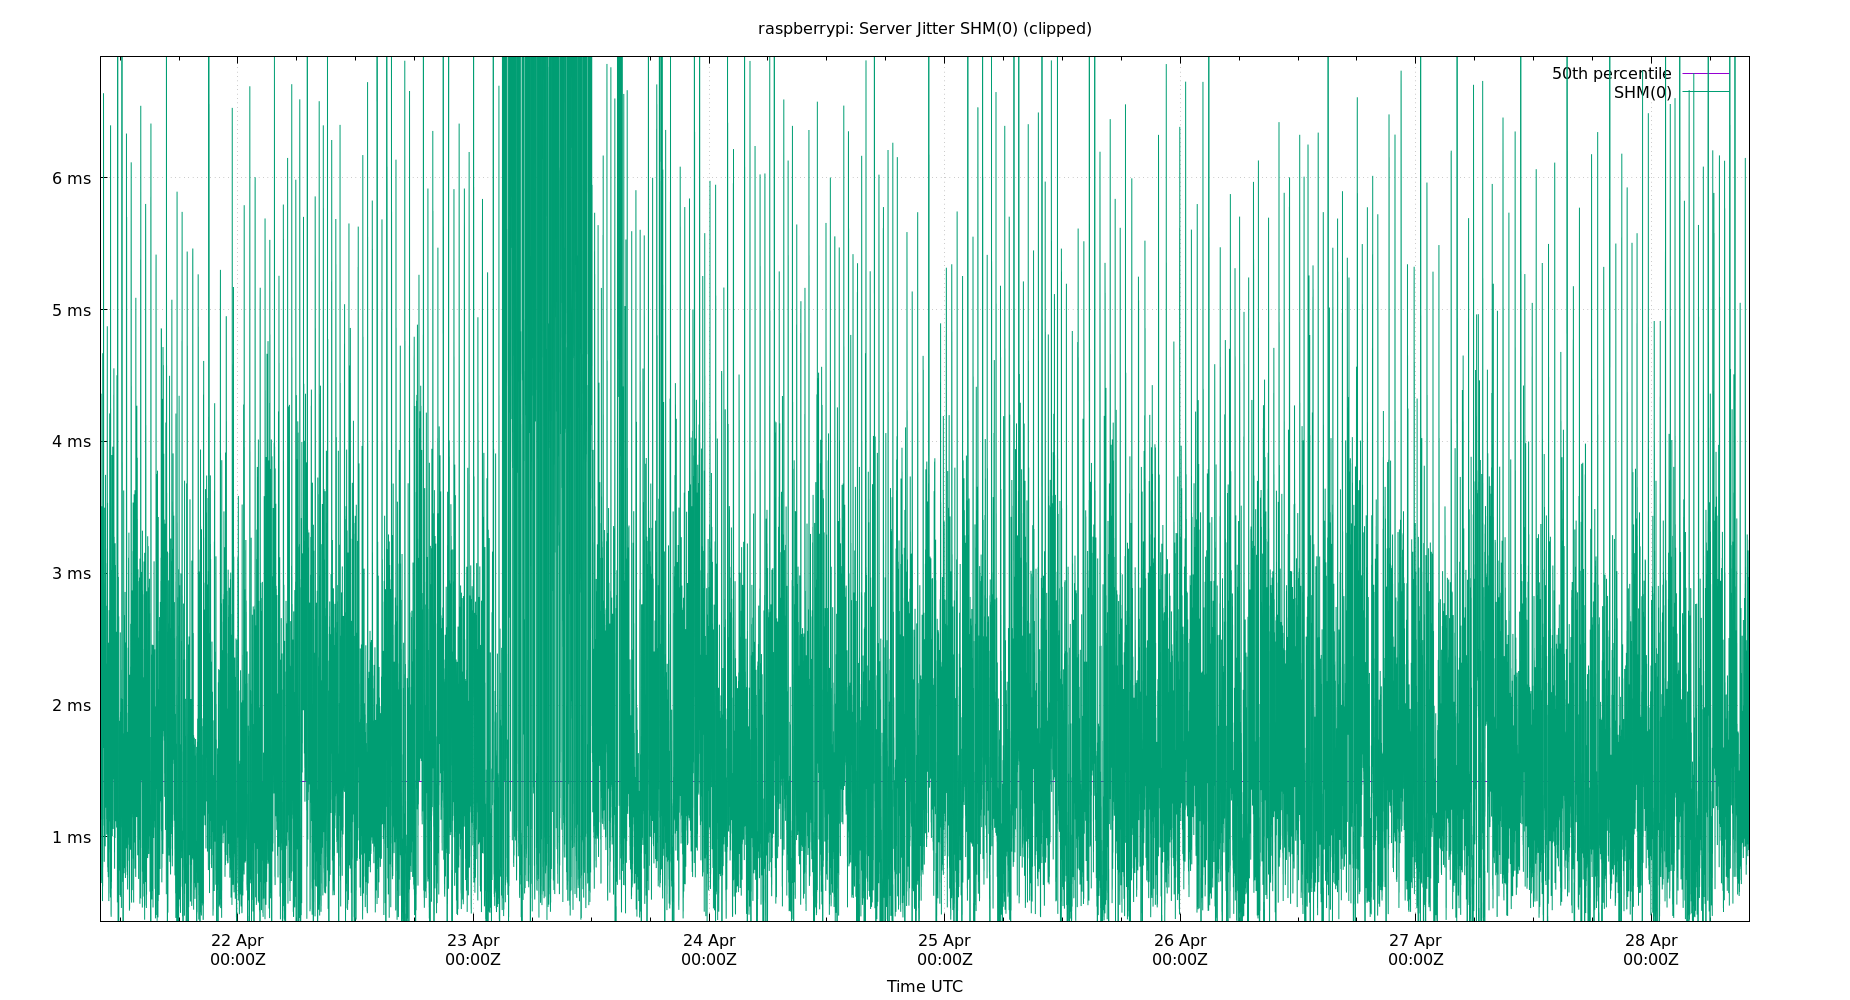 raspberrypi: Server Jitter SHM(0) (clipped)
50th percentile
SHM(0)
6 ms
5 ms
4 ms
3 ms
2 ms
1 ms
22 Apr 23 Apr 24 Apr 25 Apr 26 Apr 27 Apr 28 Apr
00:00Z 00:00Z 00:00Z 00:00Z 00:00Z 00:00Z 00:00Z
Time UTC